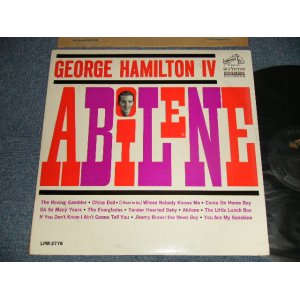 RCA VICTOR
GEORGE HAMILTON IV
ABILENE
The Roving Gambler • China Doll • (I Want to Go) Where Nobody Knows Me • Come On Home Boy
Oh So Many Years • The Everglades • Tender Hearted Baby • Abilene • The Little Lunch Box
If You Don't Know I Ain't Gonna Tell You • Jimmy Brown the News Boy • You Are My Sunshine
LPM-2778